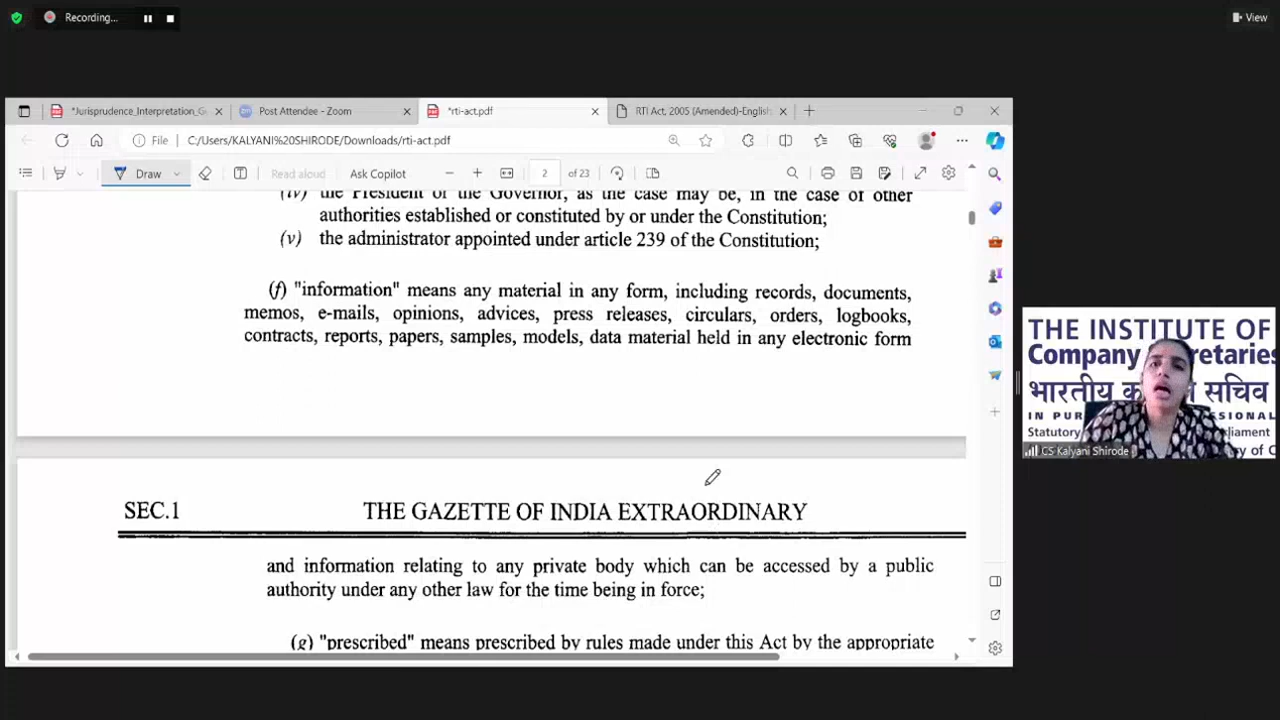 Recording...
View
*Jurisprudence_Interpretation_G
Post Attendee - Zoom
*rti-act.pdf
RTI Act, 2005 (Amended)-English
File
C:/Users/KALYANI%20SHIRODE/Downloads/rti-act.pdf
Draw
Read aloud
Ask Copilot
2
of 23
(iv) the President or the Governor, as the case may be, in the case of other
authorities established or constituted by or under the Constitution;
(v) the administrator appointed under article 239 of the Constitution;
(f) "information" means any material in any form, including records, documents,
memos, e-mails, opinions, advices, press releases, circulars, orders, logbooks,
contracts, reports, papers, samples, models, data material held in any electronic form
SEC.1
THE GAZETTE OF INDIA EXTRAORDINARY
and information relating to any private body which can be accessed by a public
authority under any other law for the time being in force;
(g) "prescribed" means prescribed by rules made under this Act by the appropriate
THE INSTITUTE OF
Company Secretaries
भारतीय सचिव
IN PUR SSIONAL
Statutory rliament
CS Kalyani Shirode
y of C